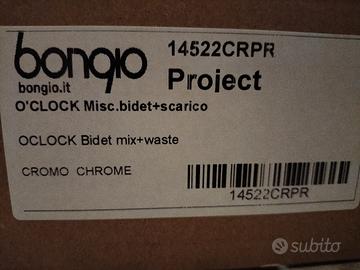 bongio
bongio.it
14522CRPR
Project
O'CLOCK Misc.bidet+scarico
OCLOCK Bidet mix+waste
CROMO CHROME
14522CRPR
subito